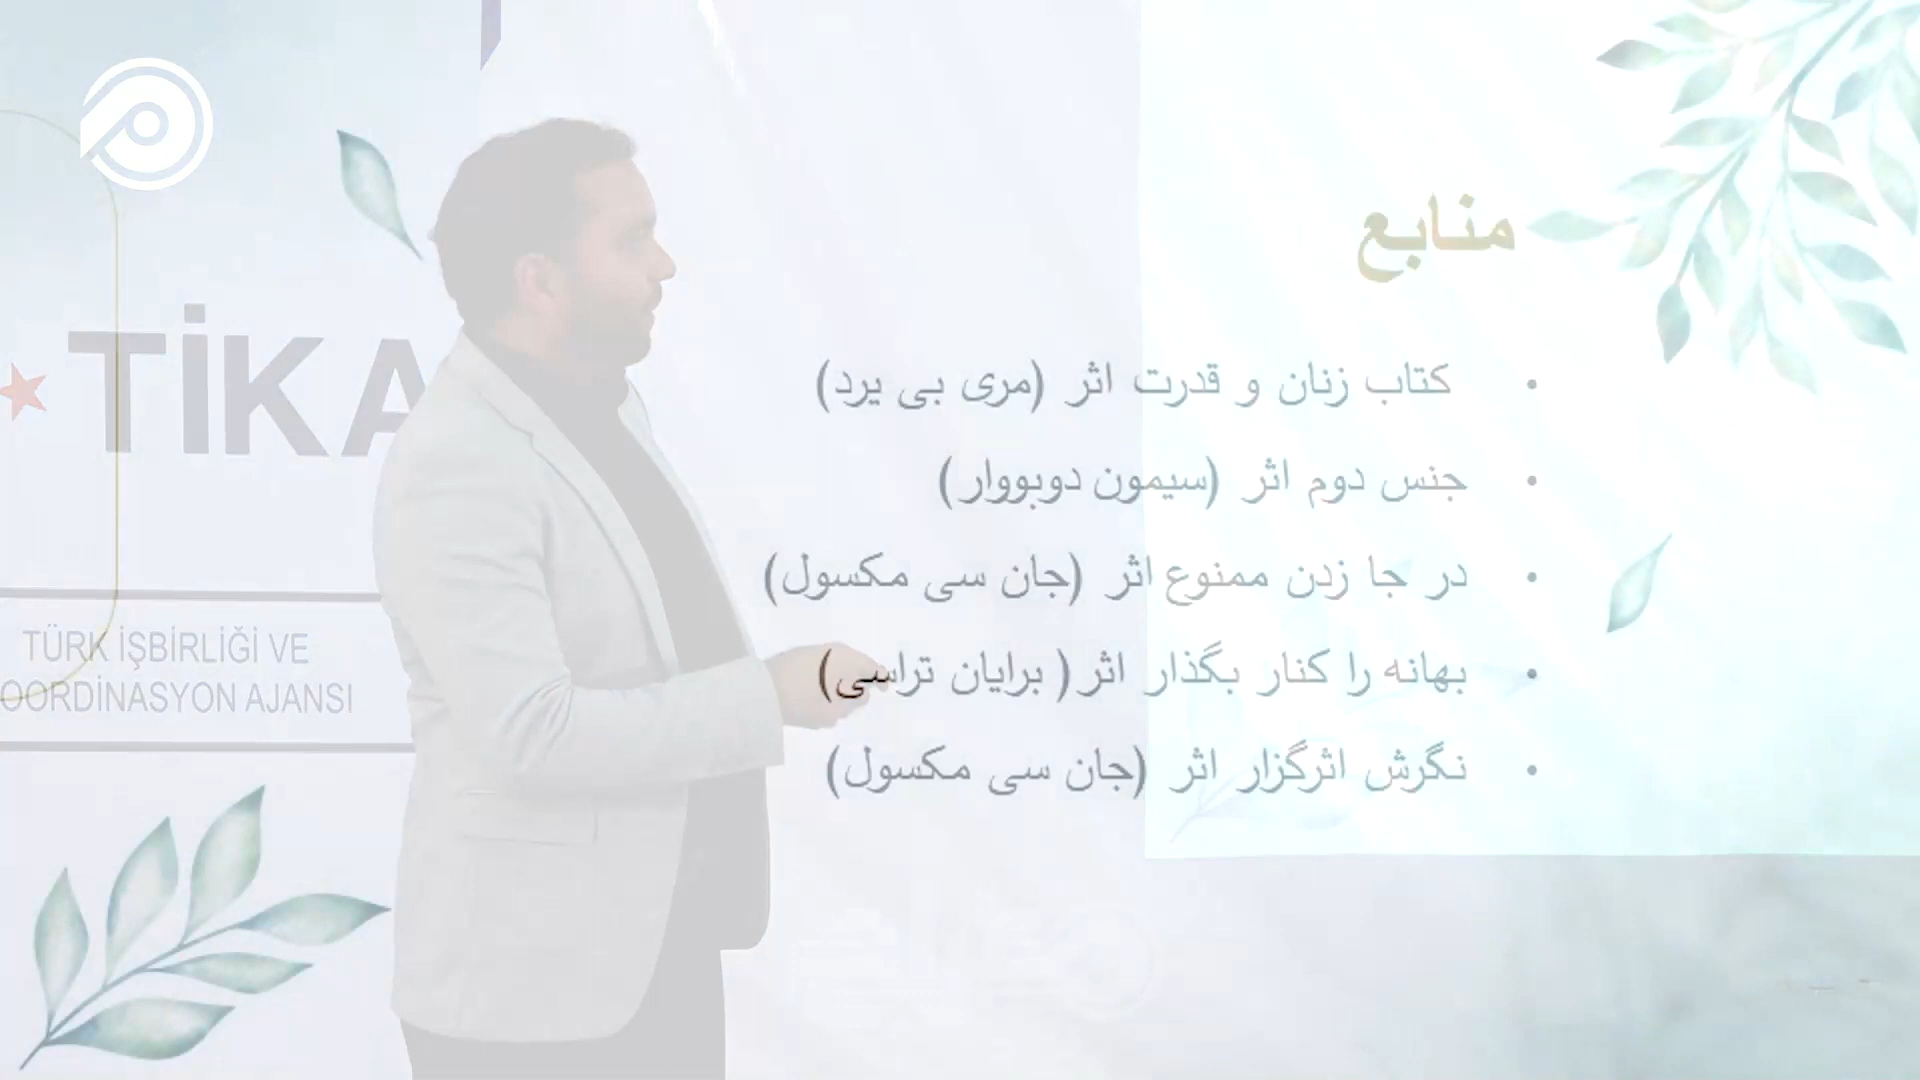 منابع
کتاب زنان و قدرت اثر (مری بی یرد)
جنس دوم اثر (سیمون دوبووار)
در جا زدن ممنوع اثر (جان سی مکسول)
بهانه را کنار بگذار اثر ( برایان تراسی)
نگرش اثرگزار اثر (جان سی مکسول)
TİKA
TÜRK İŞBİRLİĞİ VE
OORDİNASYON AJANSI